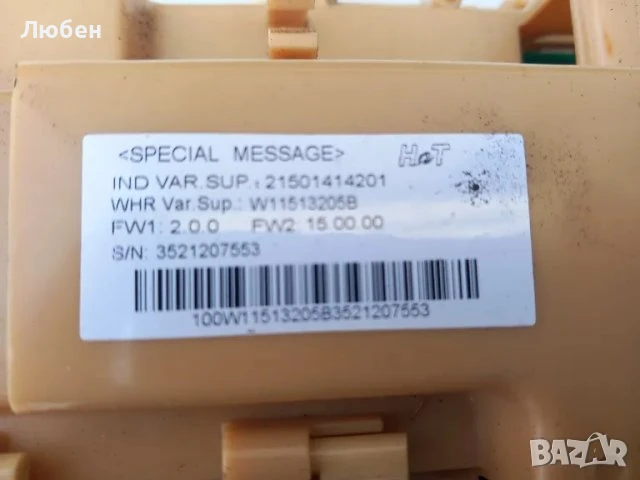 Любен
<SPECIAL MESSAGE> H&T
IND VAR.SUP.: 21501414201
WHR Var.Sup.: W11513205B
FW1: 2.0.0 FW2 15.00.00
S/N: 3521207553
100W11513205B3521207553
BAZAR